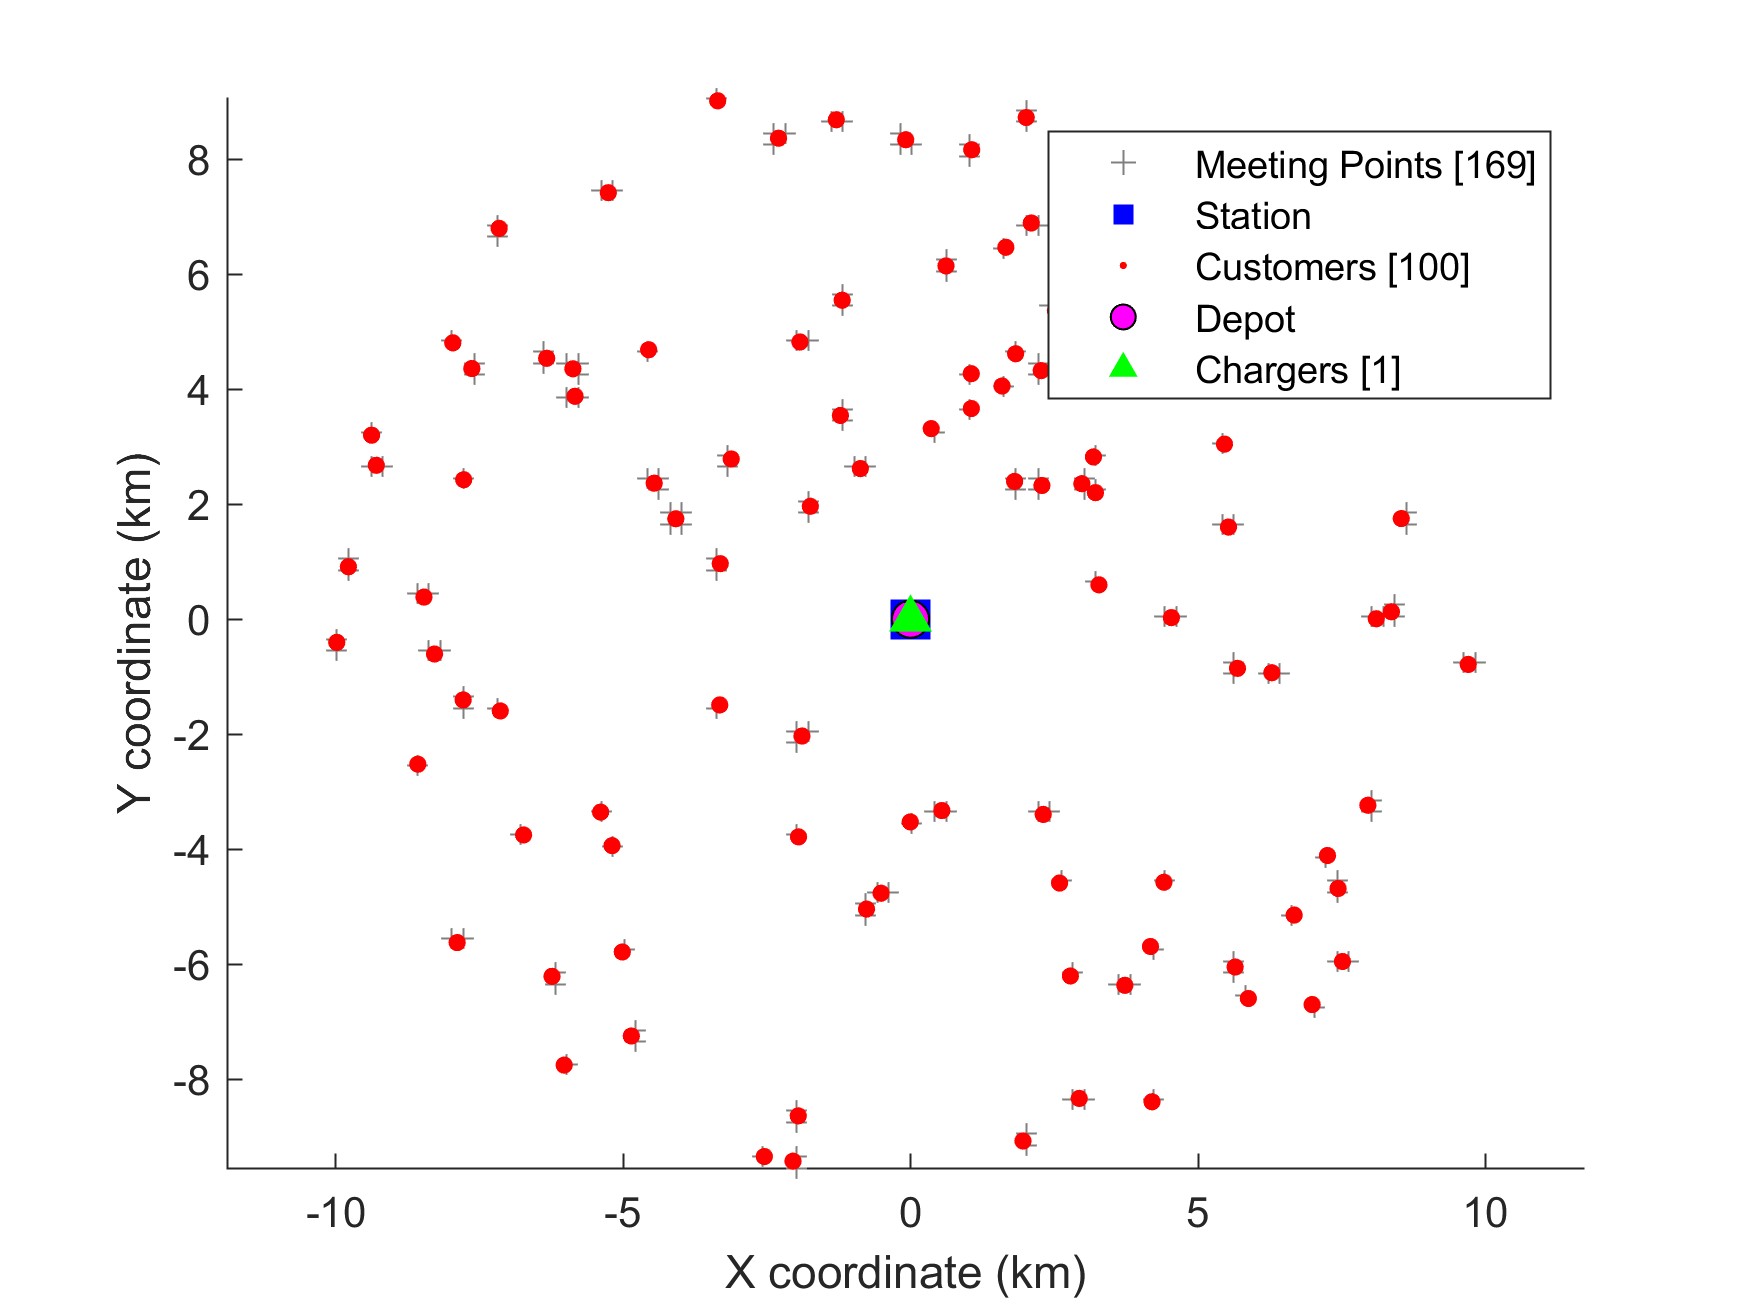 8
6
4
2
0
-2
-4
-6
-8
Y coordinate (km)
Meeting Points [169]
Station
Customers [100]
Depot
Chargers [1]
-10 -5 0 5 10
X coordinate (km)